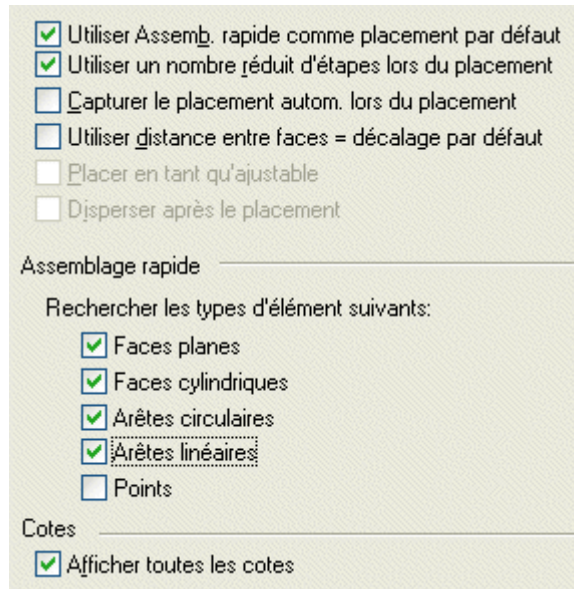 Utiliser Assemb. rapide comme placement par défaut
Utiliser un nombre réduit d'étapes lors du placement
Capturer le placement autom. lors du placement
Utiliser distance entre faces = décalage par défaut
Placer en tant qu'ajustable
Disperser après le placement
Assemblage rapide
Rechercher les types d'élément suivants:
Faces planes
Faces cylindriques
Arêtes circulaires
Arêtes linéaires
Points
Cotes
Afficher toutes les cotes